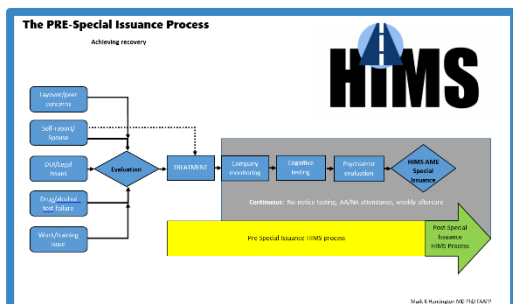 The PRE-Special Issuance Process
Achieving recovery
HIMS
Layover/peer
concerns
Self-report/
Spouse
DUI/Legal
Issues
Drug/alcohol
test failure
Work/training
issue
Evaluation
TREATMENT
Company
monitoring
Cognitive
testing
Psychiatrist
evaluation
HIMS AME
Special
Issuance
Continuous: No notice testing, AA/NA attendance, weekly aftercare
Pre Special Issuance HIMS process
Post-Special
Issuance
HIMS Process
Mark K Huntington MD PhD FAAFP